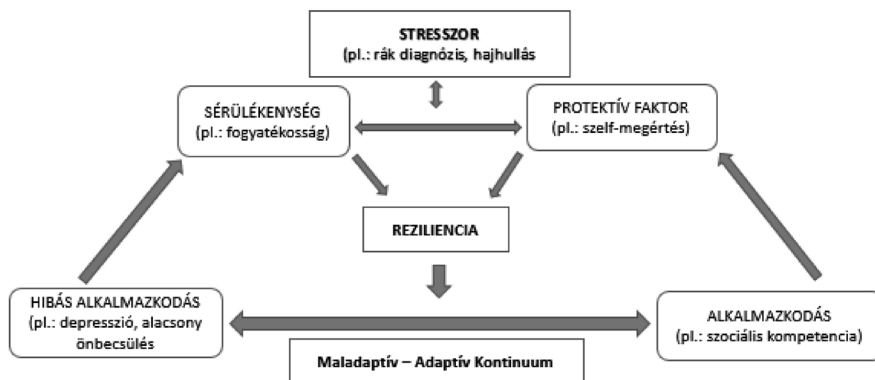 STRESSZOR
(pl.: rák diagnózis, hajhullás
SÉRÜLÉKENYSÉG
(pl.: fogyatékosság)
PROTEKTÍV FAKTOR
(pl.: szelf-megértés)
REZILIENCIA
HIBÁS ALKALMAZKODÁS
(pl.: depresszió, alacsony
önbecsülés
ALKALMAZKODÁS
(pl.: szociális kompetencia)
Maladaptív – Adaptív Kontinuum